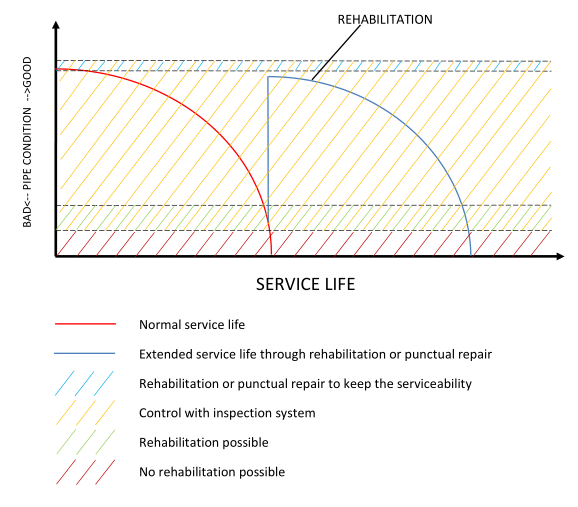 REHABILITATION
BAD<-- PIPE CONDITION -->GOOD
SERVICE LIFE
Normal service life
Extended service life through rehabilitation or punctual repair
Rehabilitation or punctual repair to keep the serviceability
Control with inspection system
Rehabilitation possible
No rehabilitation possible